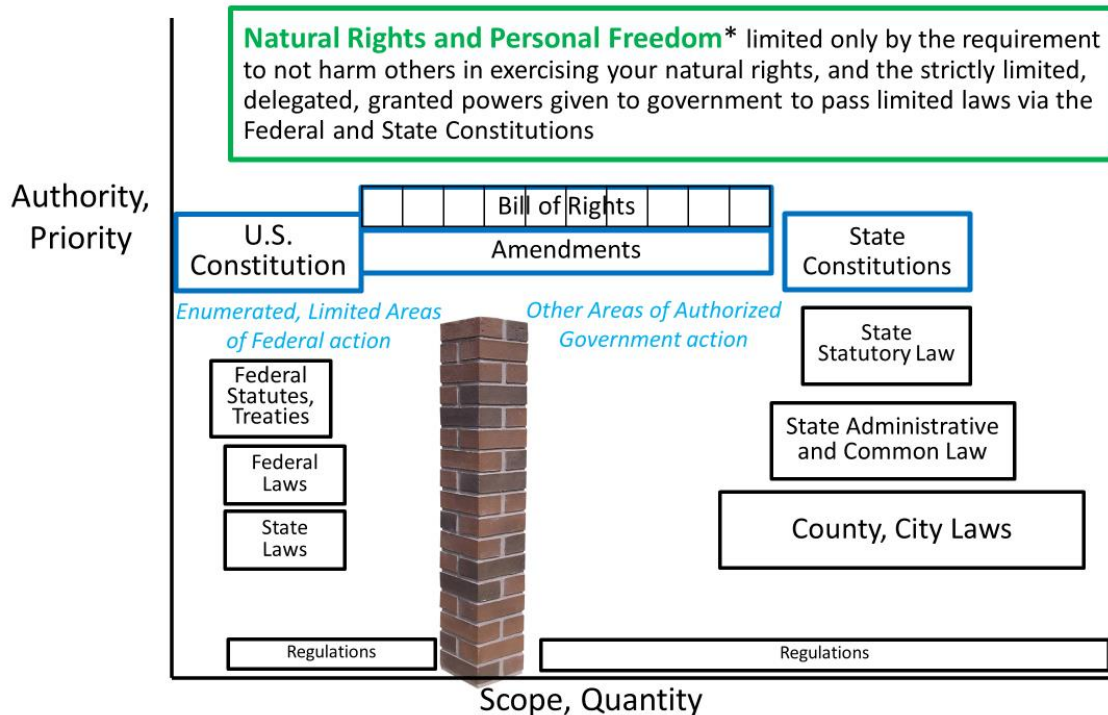 Natural Rights and Personal Freedom* limited only by the requirement
to not harm others in exercising your natural rights, and the strictly limited,
delegated, granted powers given to government to pass limited laws via the
Federal and State Constitutions
Authority,
Priority
Bill of Rights
U.S.
Constitution
Amendments
State
Constitutions
Enumerated, Limited Areas
of Federal action
Other Areas of Authorized
Government action
State
Statutory Law
Federal
Statutes,
Treaties
State Administrative
and Common Law
Federal
Laws
State
Laws
County, City Laws
Regulations
Regulations
Scope, Quantity